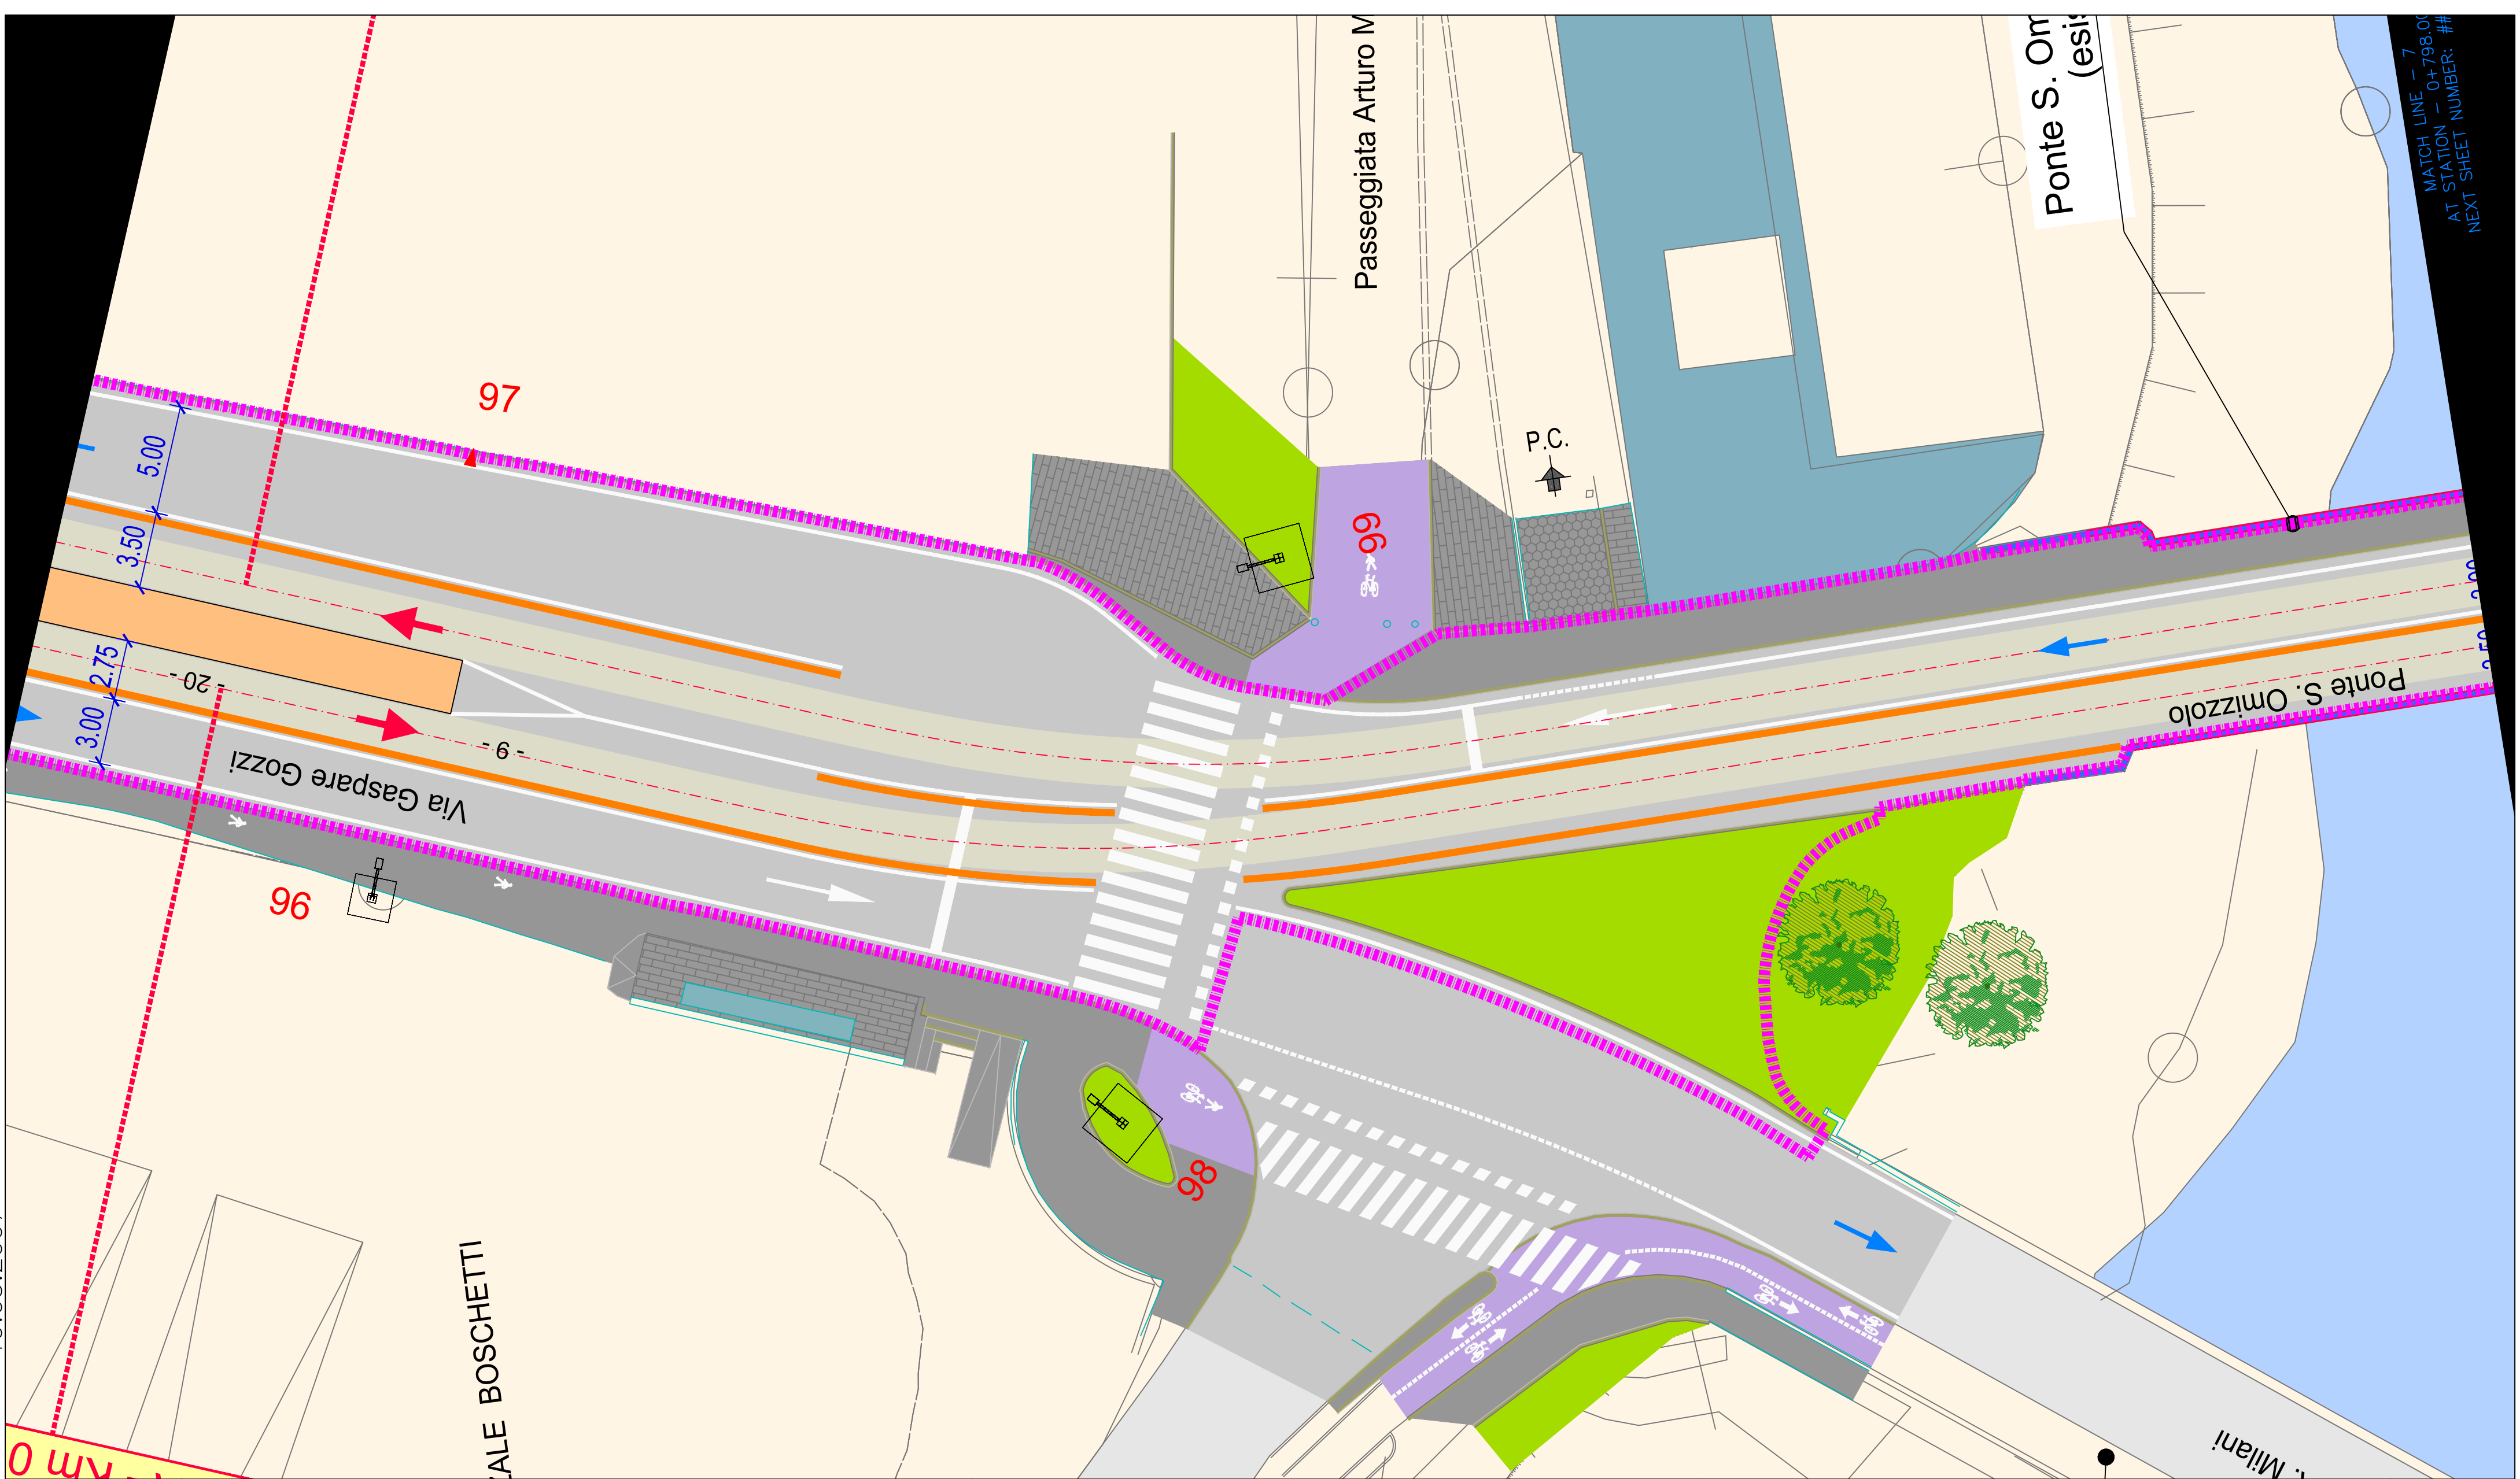 Passeggiata Arturo M
Ponte S. Om
(esis
MATCH LINE - 7
AT STATION - 0+798.00
NEXT SHEET NUMBER: ##
97
5.00
3.50
2.75
3.00
- 20 -
- 9 -
Via Gaspare Gozzi
96
99
P.C.
Ponte S. Omizzolo
98
ZALE BOSCHETTI
Km 0
Milani